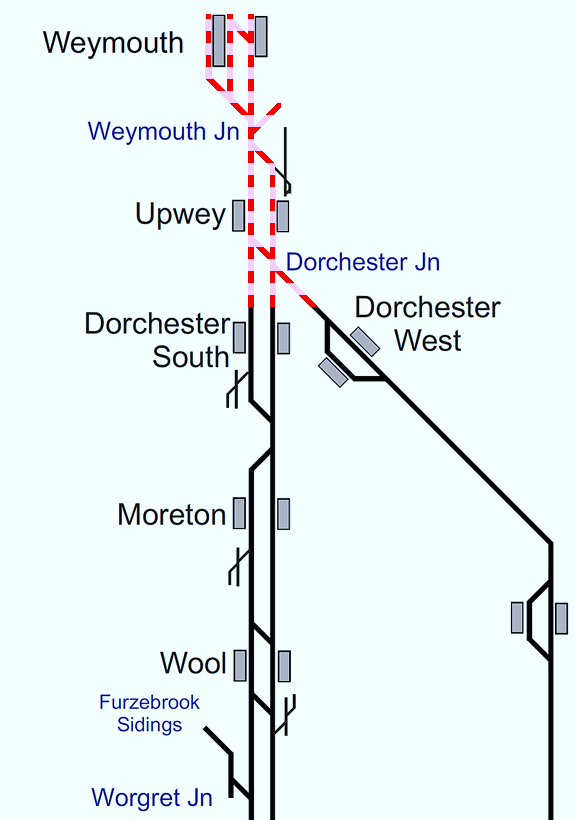 Weymouth
Weymouth Jn
Upwey
Dorchester Jn
Dorchester
West
Dorchester
South
Moreton
Wool
Furzebrook
Sidings
Worgret Jn